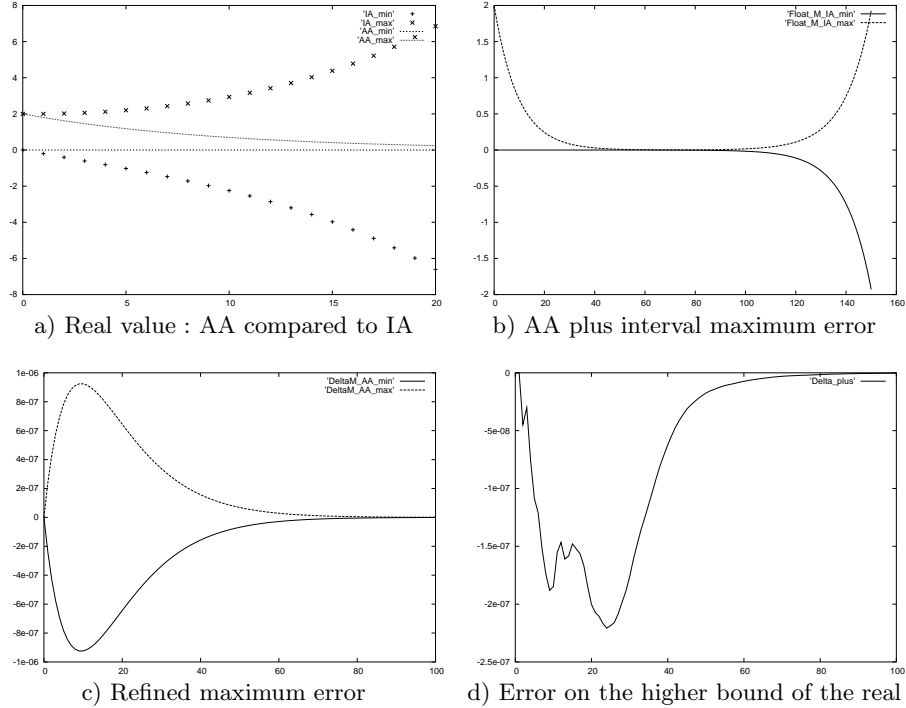 'IA_min'
'IA_max'
'AA_min'
'AA_max'
8
6
4
2
0
-2
-4
-6
-8
0 5 10 15 20
a) Real value : AA compared to IA
'Float_M_IA_min'
'Float_M_IA_max'
2
1.5
1
0.5
0
-0.5
-1
-1.5
-2
0 20 40 60 80 100 120 140 160
b) AA plus interval maximum error
'DeltaM_AA_min'
'DeltaM_AA_max'
1e-06
8e-07
6e-07
4e-07
2e-07
0
-2e-07
-4e-07
-6e-07
-8e-07
-1e-06
0 20 40 60 80 100
c) Refined maximum error
'Delta_plus'
0
-5e-08
-1e-07
-1.5e-07
-2e-07
-2.5e-07
0 20 40 60 80 100
d) Error on the higher bound of the real